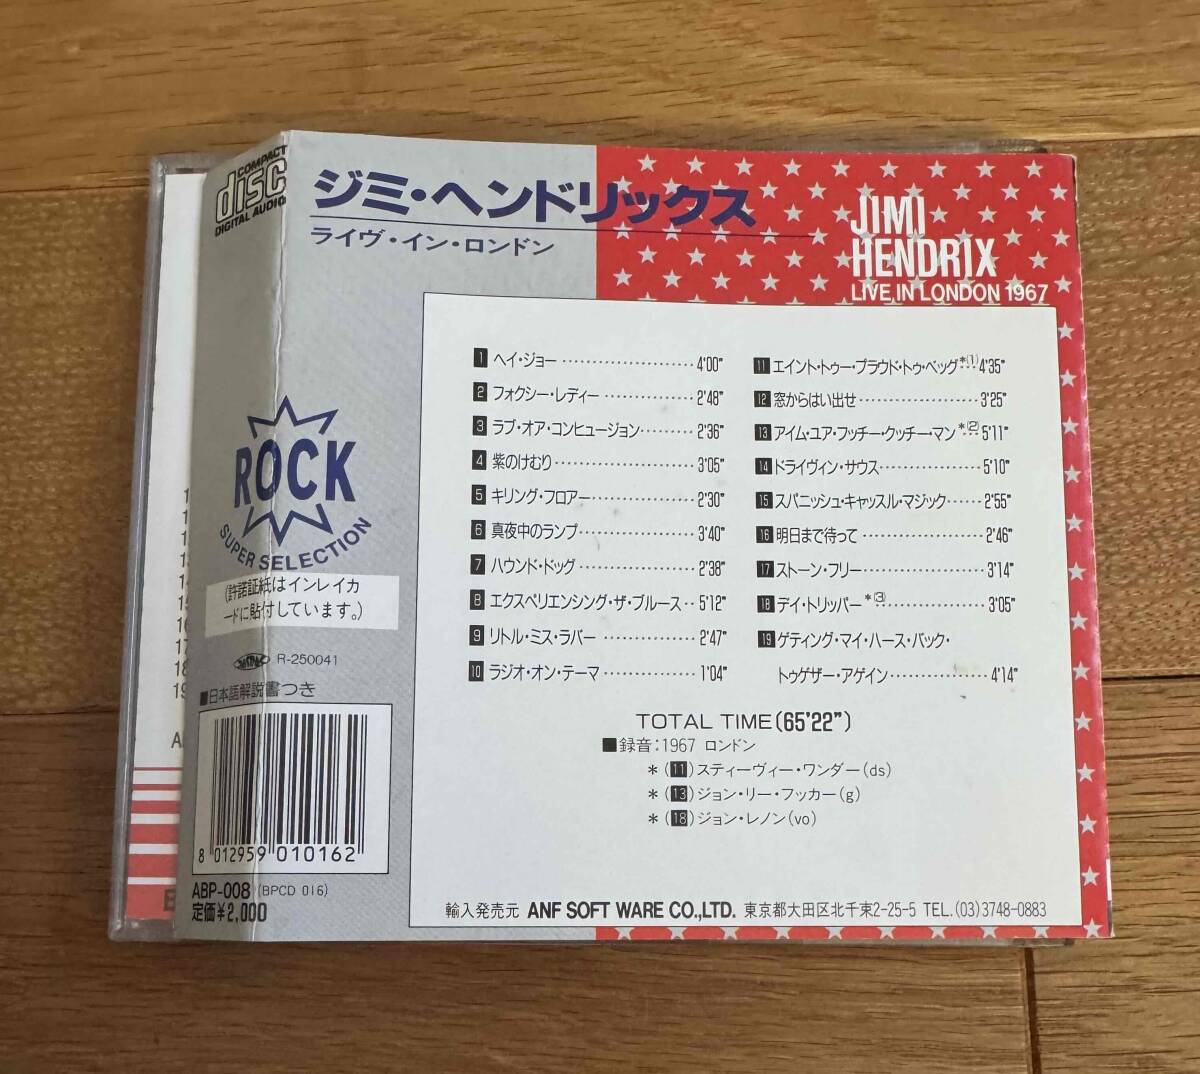 COMPACT
disc
DIGITAL AUDIO
ジミ・ヘンドリックス
ライヴ・イン・ロンドン
JIMI
HENDRIX
LIVE IN LONDON 1967
1 ヘイ・ジョー 4'00"
2 フォクシー・レディー 2'48"
3 ラブ・オア・コンヒュージョン 2'36"
4 紫のけむり 3'05"
5 キリング・フロアー 2'30"
6 真夜中のランプ 3'40"
7 ハウンド・ドッグ 2'38"
8 エクスペリエンシング・ザ・ブルース 5'12"
9 リトル・ミス・ラバー 2'47"
10 ラジオ・オン・テーマ 1'04"
11 エイント・トゥー・プラウド・トゥ・ベッグ*(1) 4'35"
12 窓からはい出せ 3'25"
13 アイム・ユア・フッチー・クッチー・マン*(2) 5'11"
14 ドライヴィン・サウス 5'10"
15 スパニッシュ・キャッスル・マジック 2'55"
16 明日まで待って 2'46"
17 ストーン・フリー 3'14"
18 デイ・トリッパー*(3) 3'05"
19 ゲティング・マイ・ハース・バック・
トゥゲザー・アゲイン 4'14"
TOTAL TIME(65'22")
■録音:1967 ロンドン
*(11)スティーヴィー・ワンダー(ds)
*(13)ジョン・リー・フッカー(g)
*(18)ジョン・レノン(vo)
輸入発売元 ANF SOFT WARE CO.,LTD. 東京都大田区北千束2-25-5 TEL.(03)3748-0883
ROCK
SUPER SELECTION
(許諾証紙はインレイカ
ードに貼付しています。)
R-250041
■日本語解説書つき
8 012959 010162
ABP-008 (BPCD 016)
定価¥2,000